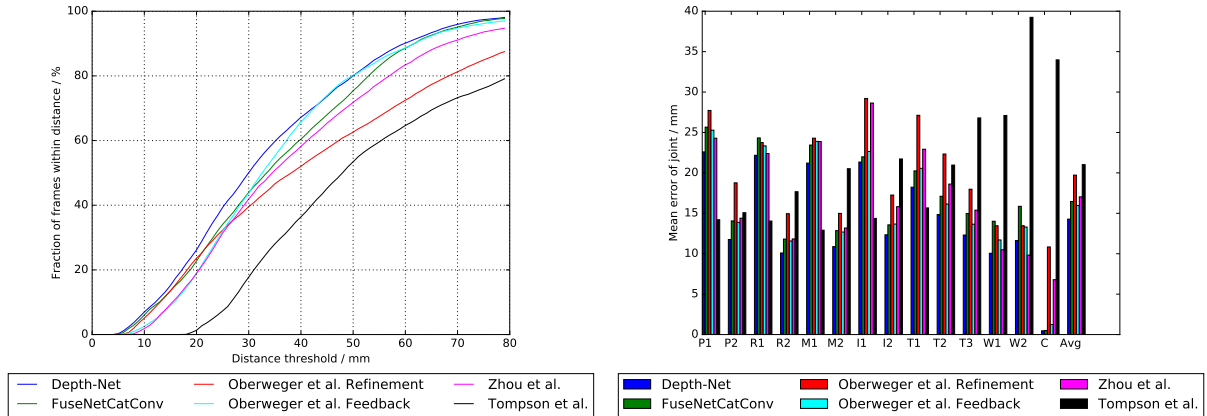 100
80
60
40
20
0
Fraction of frames within distance / %
0 10 20 30 40 50 60 70 80
Distance threshold / mm
Depth-Net
FuseNetCatConv
Oberweger et al. Refinement
Oberweger et al. Feedback
Zhou et al.
Tompson et al.
40
35
30
25
20
15
10
5
0
Mean error of joint / mm
P1 P2 R1 R2 M1 M2 I1 I2 T1 T2 T3 W1 W2 C Avg
Depth-Net
FuseNetCatConv
Oberweger et al. Refinement
Oberweger et al. Feedback
Zhou et al.
Tompson et al.